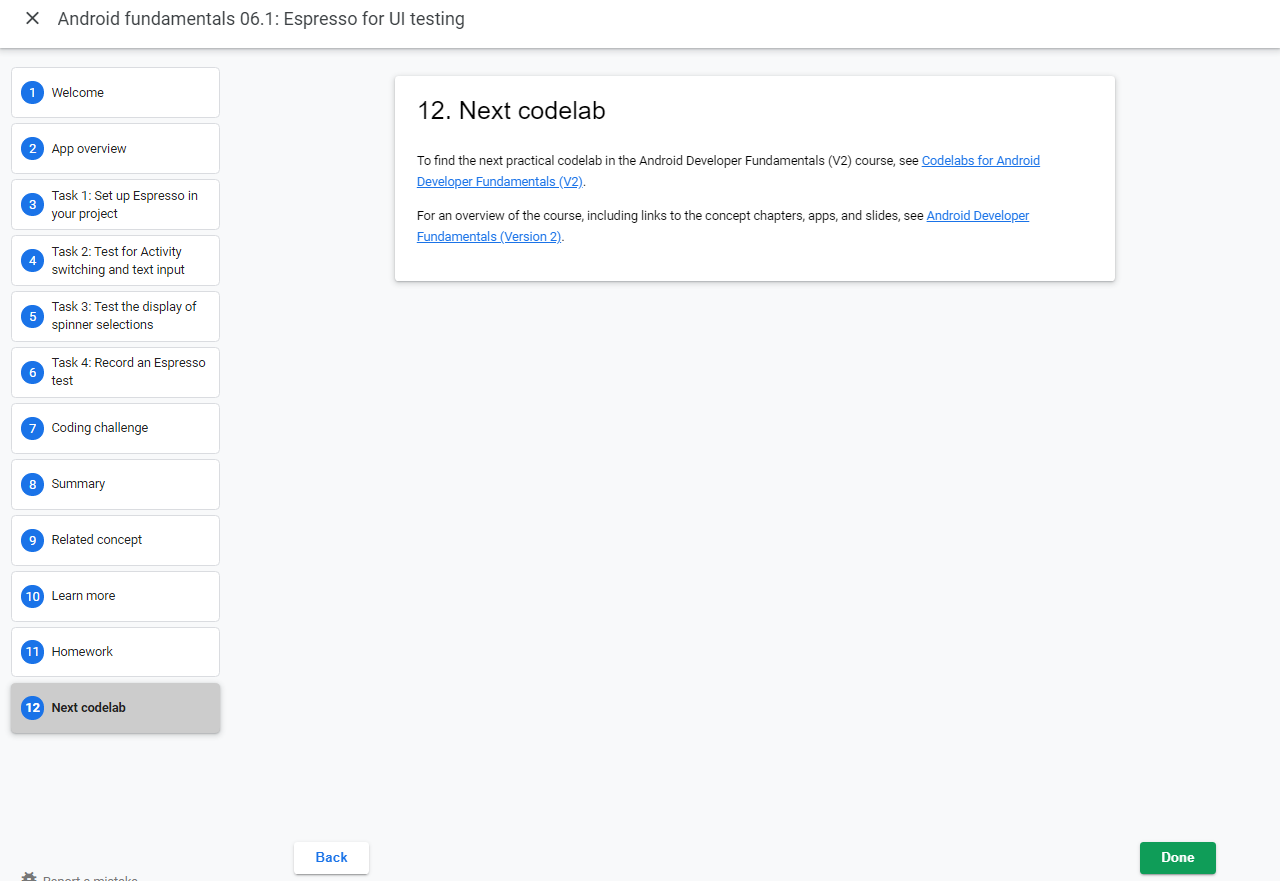 Android fundamentals 06.1: Espresso for UI testing
1 Welcome
2 App overview
3 Task 1: Set up Espresso in
your project
4 Task 2: Test for Activity
switching and text input
5 Task 3: Test the display of
spinner selections
6 Task 4: Record an Espresso
test
7 Coding challenge
8 Summary
9 Related concept
10 Learn more
11 Homework
12 Next codelab
12. Next codelab
To find the next practical codelab in the Android Developer Fundamentals (V2) course, see Codelabs for Android
Developer Fundamentals (V2).
For an overview of the course, including links to the concept chapters, apps, and slides, see Android Developer
Fundamentals (Version 2).
Back
Done
Report a mistake